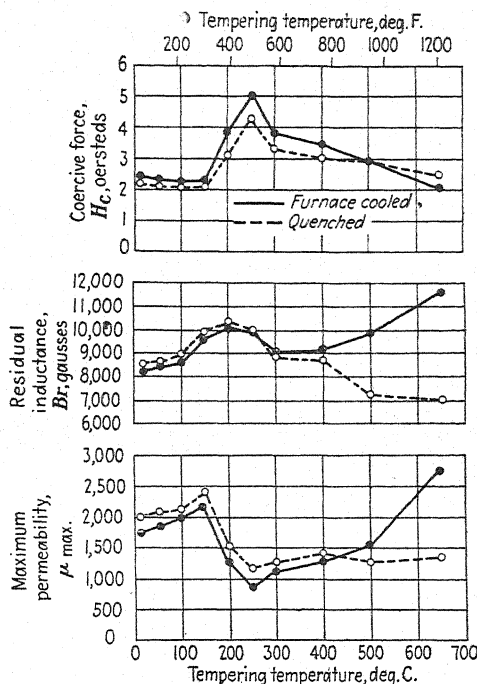 Tempering temperature, deg. F.
200 400 600 800 1000 1200
Coercive force,
Hc, oersteds
6
5
4
3
2
1
0
Furnace cooled
Quenched
Residual
inductance,
Br, gausses
12,000
11,000
10,000
9,000
8,000
7,000
6,000
Maximum
permeability,
μ max.
3,000
2,500
2,000
1,500
1,000
500
0
0 100 200 300 400 500 600 700
Tempering temperature, deg. C.